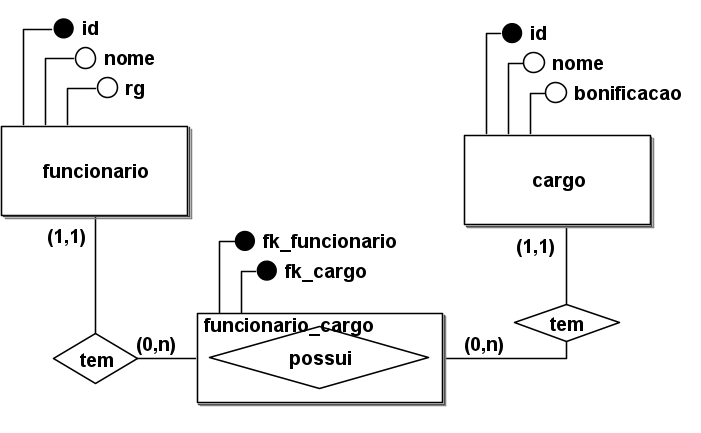 id
nome
rg
funcionario
(1,1)
id
nome
bonificacao
cargo
(1,1)
fk_funcionario
fk_cargo
funcionario_cargo
possui
tem
(0,n)
(0,n)
tem